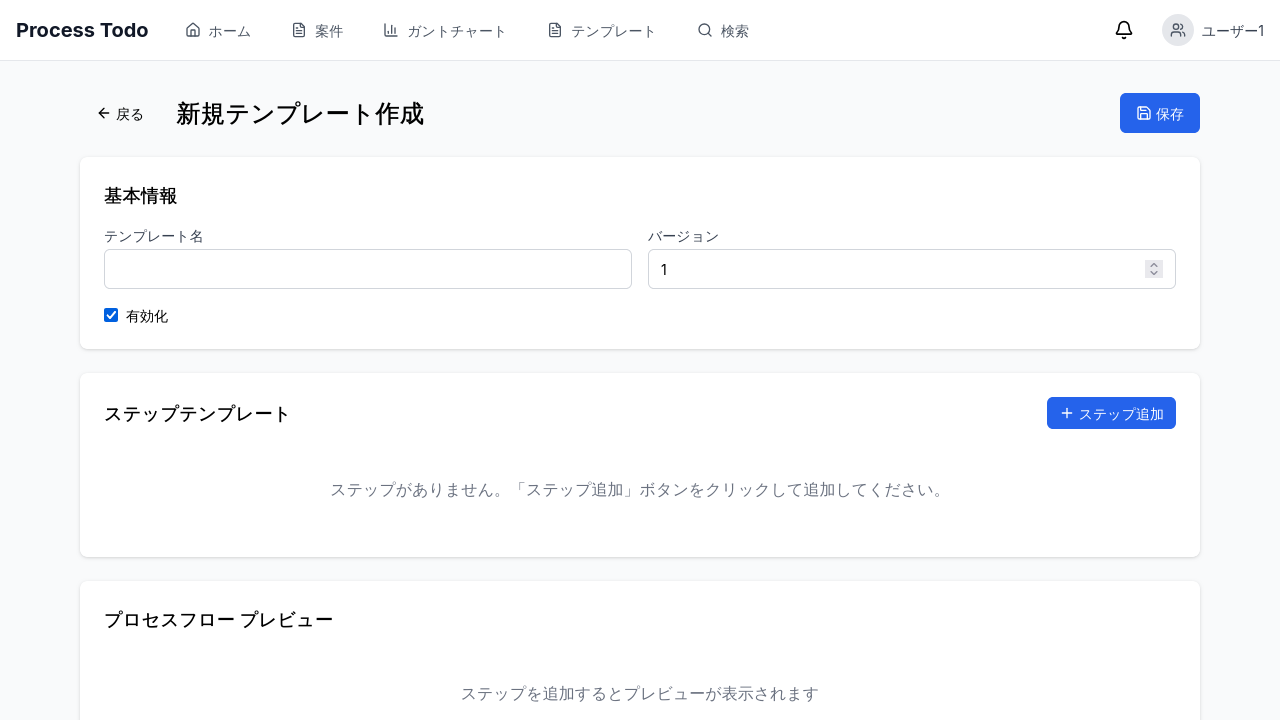 Process Todo
ホーム
案件
ガントチャート
テンプレート
検索
ユーザー1
戻る
新規テンプレート作成
保存
基本情報
テンプレート名
バージョン
1
有効化
ステップテンプレート
ステップ追加
ステップがありません。「ステップ追加」ボタンをクリックして追加してください。
プロセスフロー プレビュー
ステップを追加するとプレビューが表示されます